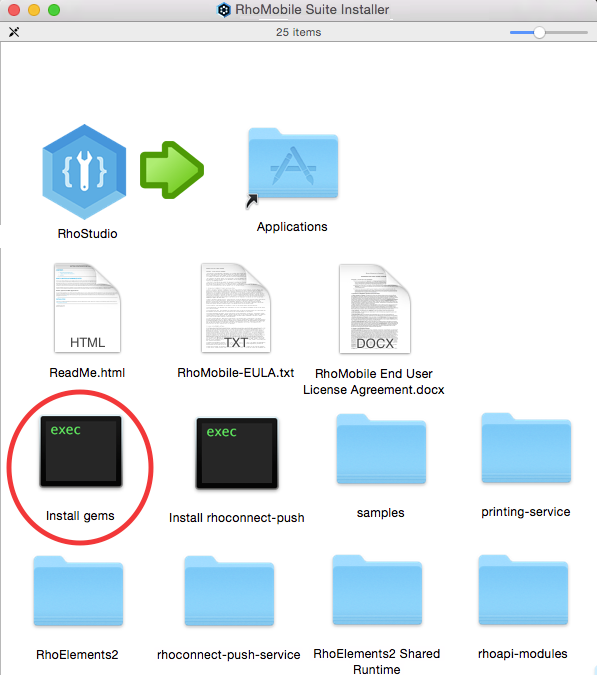 RhoMobile Suite Installer
25 items
RhoStudio
Applications
HTML
TXT
DOCX
ReadMe.html
RhoMobile-EULA.txt
RhoMobile End User
License Agreement.docx
exec
exec
Install gems
Install rhoconnect-push
samples
printing-service
RhoElements2
rhoconnect-push-service
RhoElements2 Shared
Runtime
rhoapi-modules